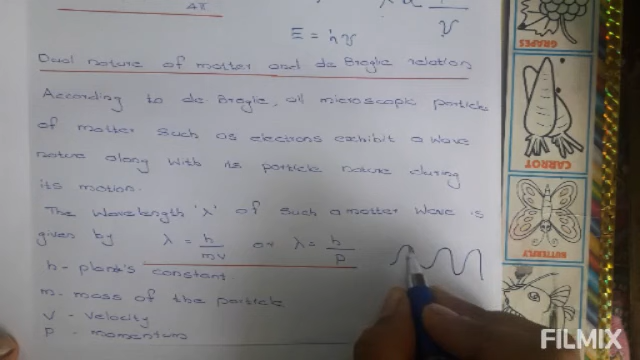 4π
ν
E = hν
Dual nature of matter and de Broglie relation
According to de Broglie, all microscopic particle
of matter such as electrons exhibit a wave
nature along with its particle nature during
its motion.
The wavelength 'λ' of such a matter wave is
given by λ = h/mv or λ = h/p
h - plank's constant
m - mass of the particle
V - velocity
P - momentum
GRAPES
CARROT
BUTTERFLY
FILMIX